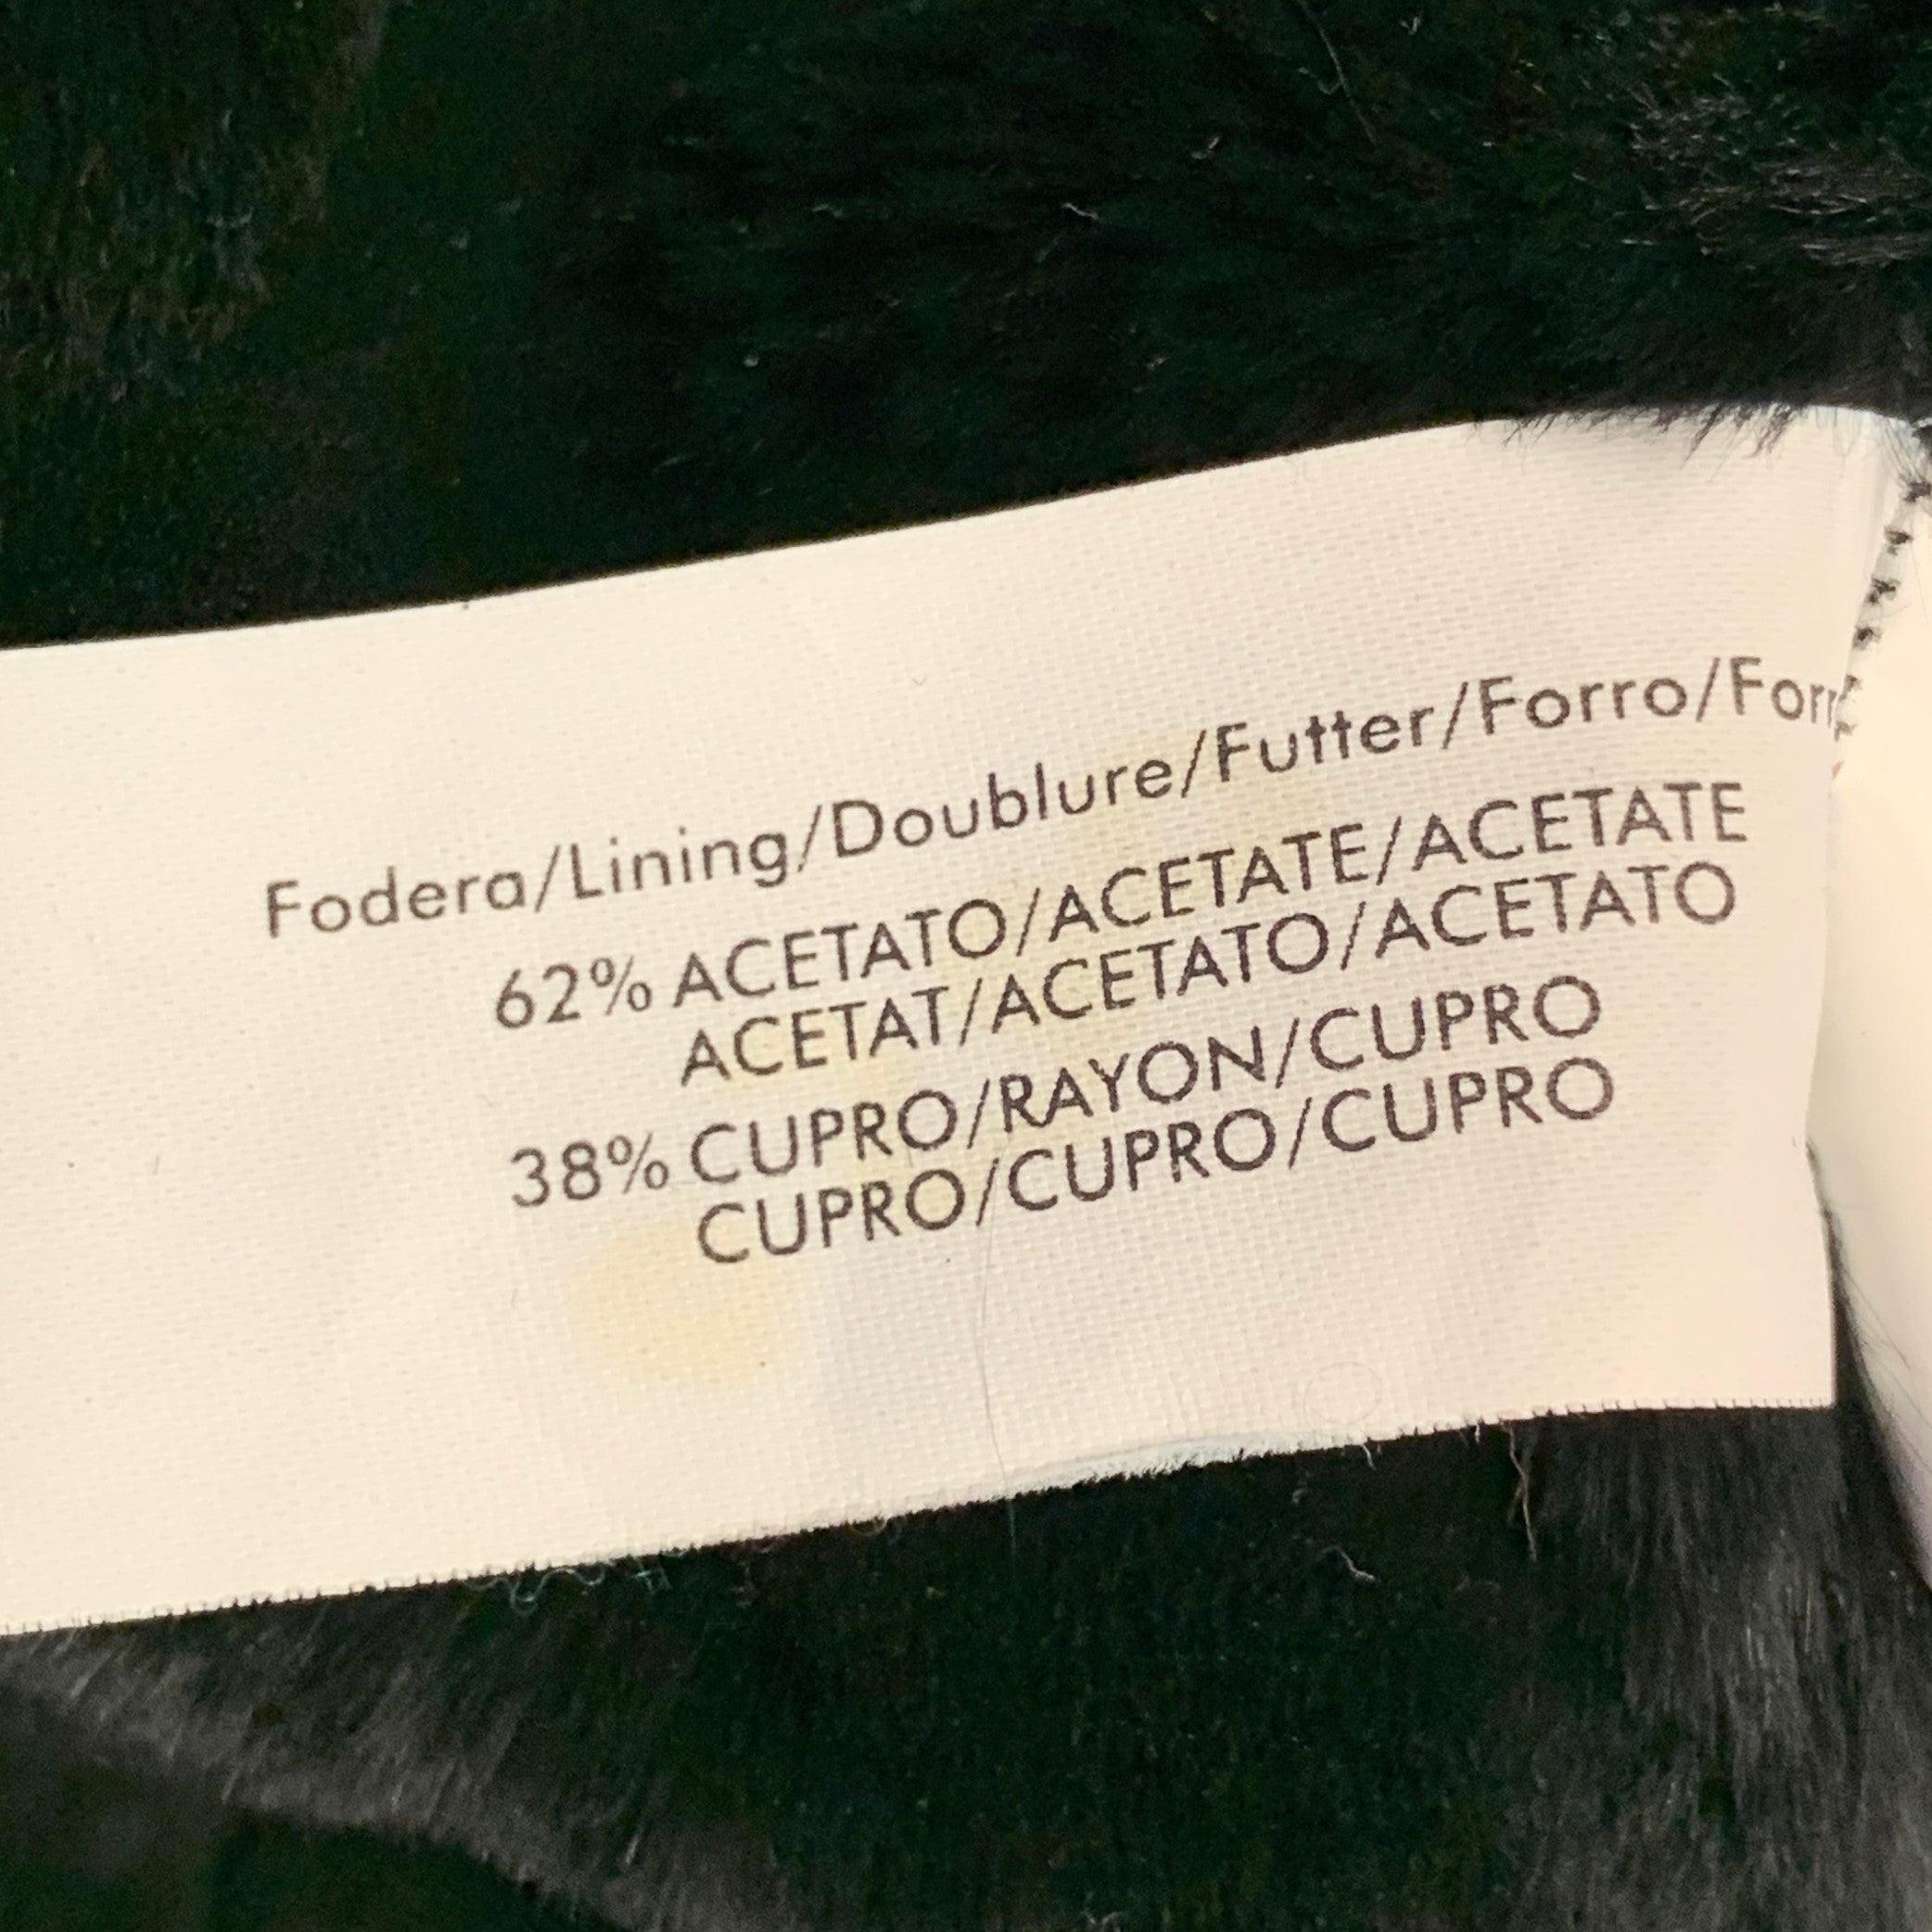 Fodera/Lining/Doublure/Futter/Forro/
62% ACETATO/ACETATE/ACETATE
ACETAT/ACETATO/ACETATO
38% CUPRO/RAYON/CUPRO
CUPRO/CUPRO/CUPRO